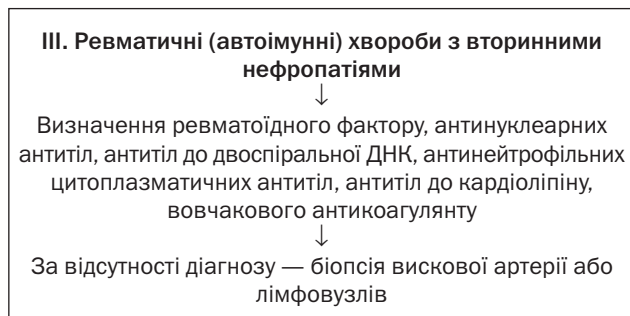 III. Ревматичні (автоімунні) хвороби з вторинними
нефропатіями
↓
Визначення ревматоїдного фактору, антинуклеарних
антитіл, антитіл до двоспіральної ДНК, антинейтрофільних
цитоплазматичних антитіл, антитіл до кардіоліпіну,
вовчакового антикоагулянту
↓
За відсутності діагнозу — біопсія вискової артерії або
лімфовузлів